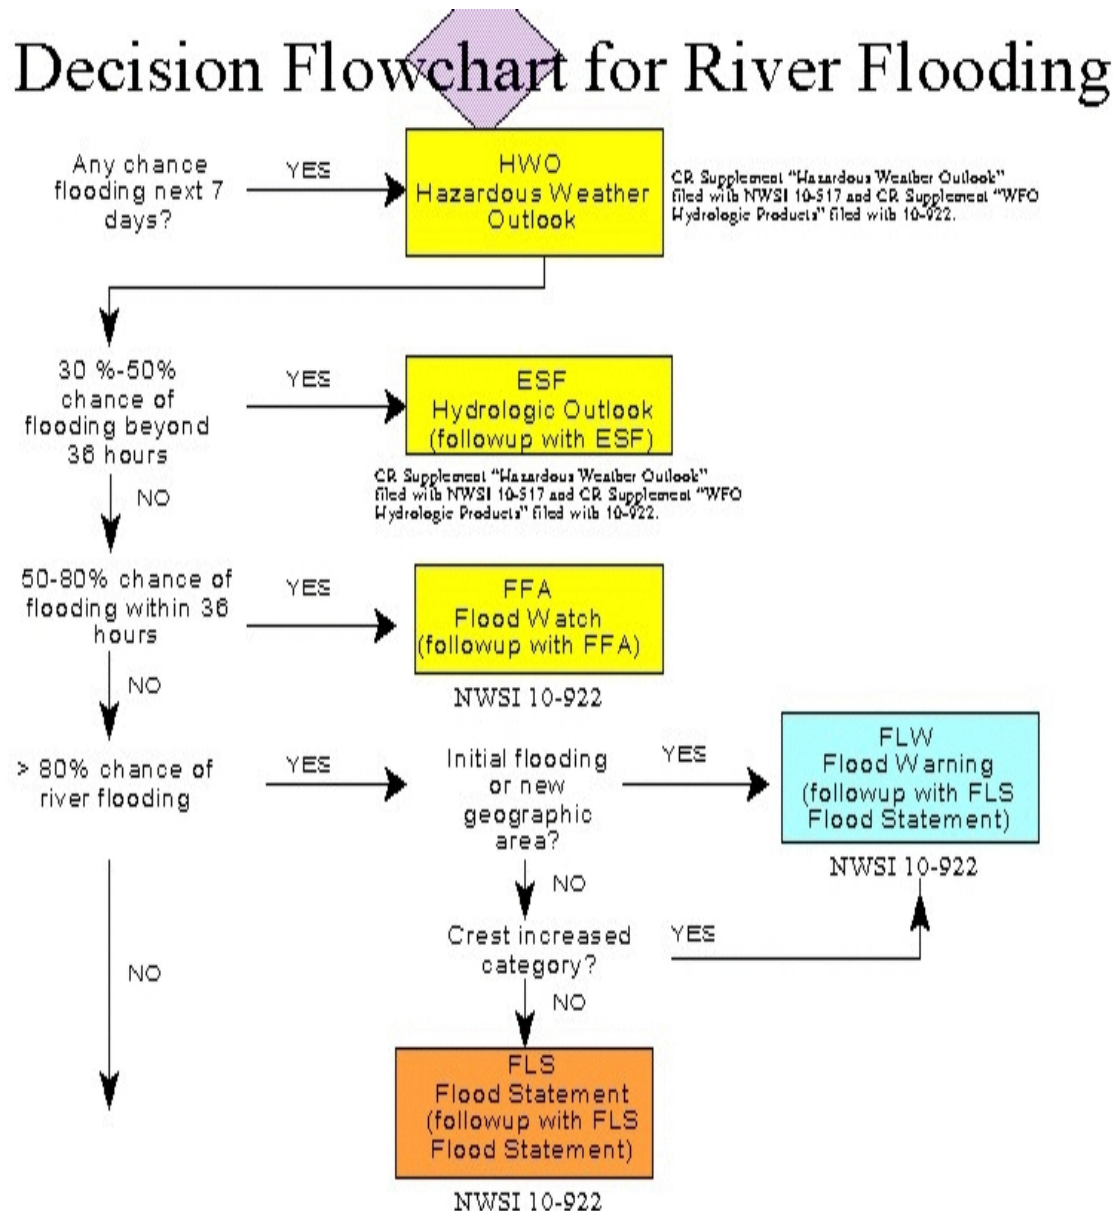 Decision Flowchart for River Flooding
Any chance
flooding next 7
days?
YES
HWO
Hazardous Weather
Outlook
CR Supplement "Hazardous Weather Outlook"
filed with NWSI 10-517 and CR Supplement "WFO
Hydrologic Products" filed with 10-922.
30 %-50%
chance of
flooding beyond
36 hours
YES
ESF
Hydrologic Outlook
(followup with ESF)
CR Supplement "Hazardous Weather Outlook"
filed with NWSI 10-517 and CR Supplement "WFO
Hydrologic Products" filed with 10-922.
NO
50-80% chance of
flooding within 36
hours
YES
FFA
Flood Watch
(followup with FFA)
NWSI 10-922
NO
> 80% chance of
river flooding
YES
Initial flooding
or new
geographic
area?
YES
FLW
Flood Warning
(followup with FLS
Flood Statement)
NWSI 10-922
NO
Crest increased
category?
YES
NO
NO
FLS
Flood Statement
(followup with FLS
Flood Statement)
NWSI 10-922